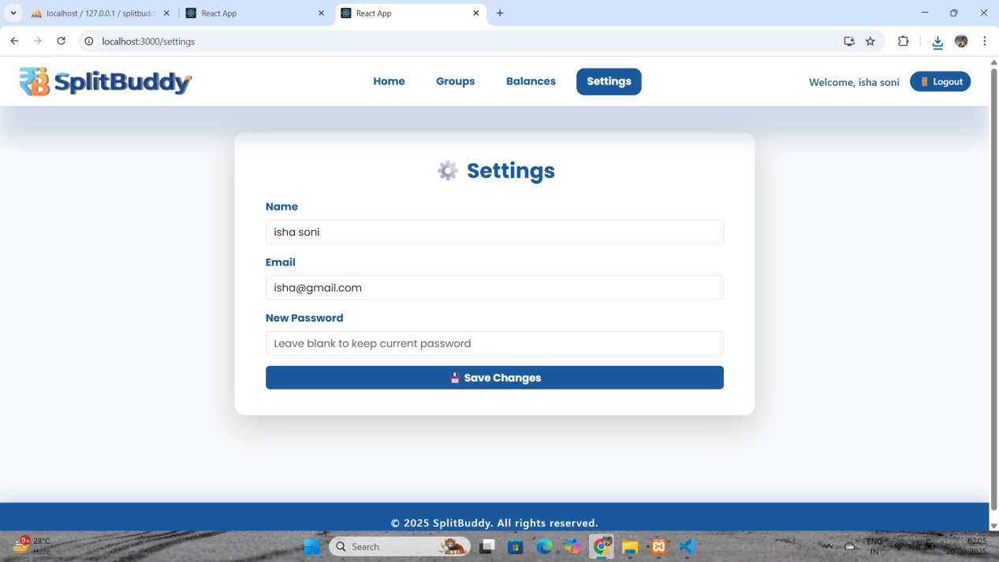 localhost / 127.0.0.1 / splitbudd
React App
React App
localhost:3000/settings
SplitBuddy
Home
Groups
Balances
Settings
Welcome, isha soni
Logout
Settings
Name
isha soni
Email
isha@gmail.com
New Password
Leave blank to keep current password
Save Changes
© 2025 SplitBuddy. All rights reserved.
9+
28°C
Haze
Search
ENG
IN
02:05
20-09-2025